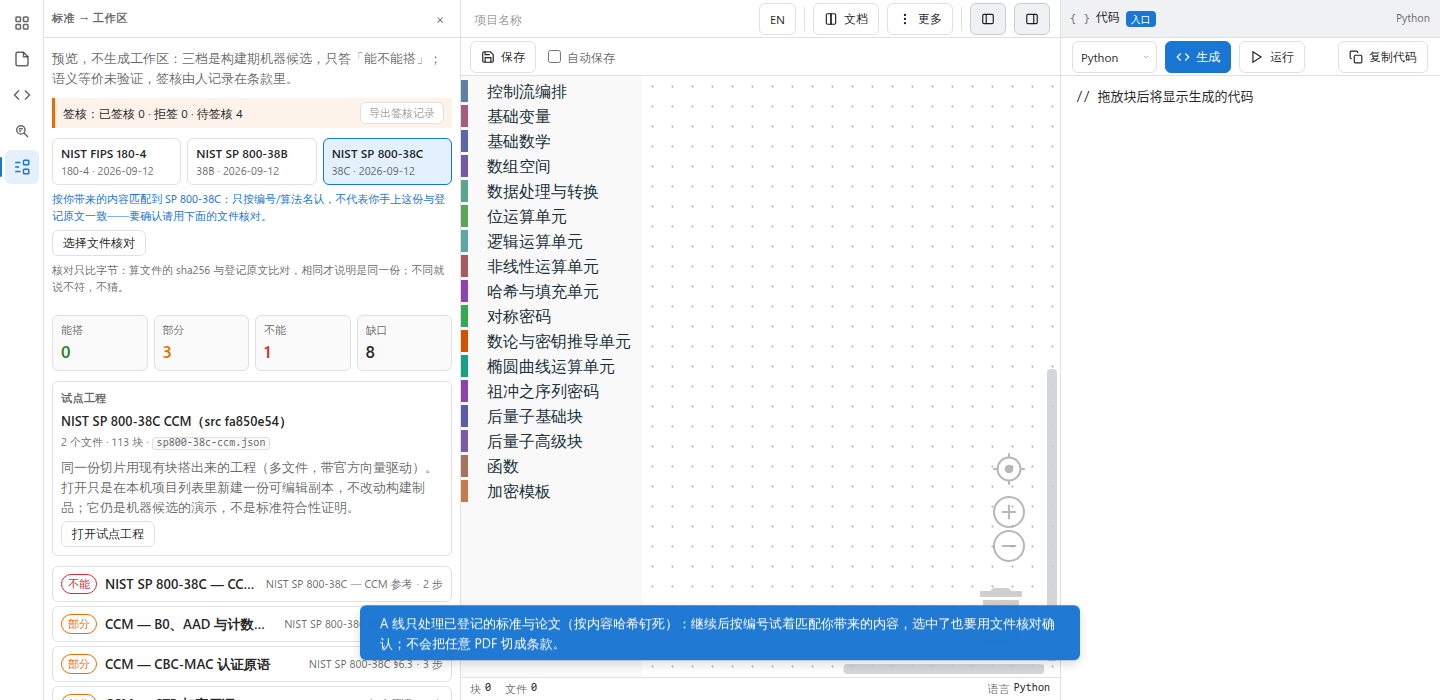 标准 → 工作区
×
预览，不生成工作区：三档是构建期机器候选，只答「能不能搭」；
语义等价未验证，签核由人记录在条款里。
签核：已签核 0 · 拒签 0 · 待签核 4
导出签核记录
NIST FIPS 180-4
180-4 · 2026-09-12
NIST SP 800-38B
38B · 2026-09-12
NIST SP 800-38C
38C · 2026-09-12
按你带来的内容匹配到 SP 800-38C：只按编号/算法名认，不代表你手上这份与登
记原文一致——要确认请用下面的文件核对。
选择文件核对
核对只比字节：算文件的 sha256 与登记原文比对，相同才说明是同一份；不同就
说不符，不猜。
能搭
0
部分
3
不能
1
缺口
8
试点工程
NIST SP 800-38C CCM（src fa850e54）
2 个文件 · 113 块 · sp800-38c-ccm.json
同一份切片用现有块搭出来的工程（多文件，带官方向量驱动）。
打开只是在本机项目列表里新建一份可编辑副本，不改动构建制
品；它仍是机器候选的演示，不是标准符合性证明。
打开试点工程
不能 NIST SP 800-38C — CC... NIST SP 800-38C — CCM 参考 · 2 步
部分 CCM — B0、AAD 与计数... NIST SP 800-38
部分 CCM — CBC-MAC 认证原语 NIST SP 800-38C §6.3 · 3 步
项目名称
EN
文档
更多
保存
自动保存
控制流编排
基础变量
基础数学
数组空间
数据处理与转换
位运算单元
逻辑运算单元
非线性运算单元
哈希与填充单元
对称密码
数论与密钥推导单元
椭圆曲线运算单元
祖冲之序列密码
后量子基础块
后量子高级块
函数
加密模板
A 线只处理已登记的标准与论文（按内容哈希钉死）：继续后按编号试着匹配你带来的内容，选中了也要用文件核对确
认；不会把任意 PDF 切成条款。
块 0 文件 0
语言 Python
{ } 代码 入口
Python
Python
生成
运行
复制代码
// 拖放块后将显示生成的代码